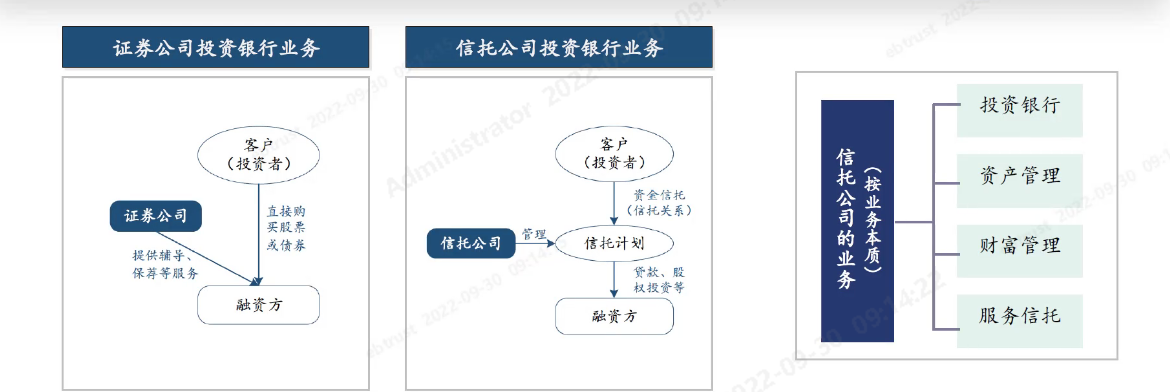 证券公司投资银行业务
客户
（投资者）
证券公司
直接购
买股票
或债券
提供辅导、
保荐等服务
融资方
信托公司投资银行业务
客户
（投资者）
资金信托
（信托关系）
信托公司
管理
信托计划
贷款、股
权投资等
融资方
信托公司的业务
（按业务本质）
投资银行
资产管理
财富管理
服务信托
Administrator 2022-09-30 09:14:22
ebtrust 2022-09-30 09:14:22